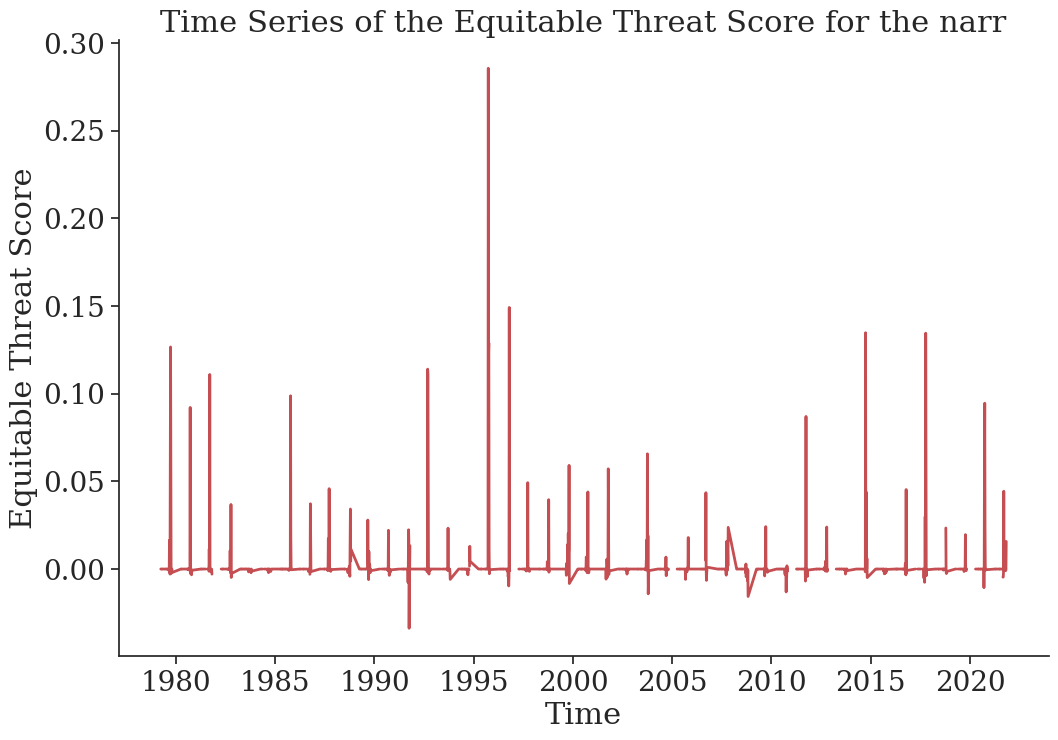 Time Series of the Equitable Threat Score for the narr
Equitable Threat Score
0.30
0.25
0.20
0.15
0.10
0.05
0.00
1980 1985 1990 1995 2000 2005 2010 2015 2020
Time